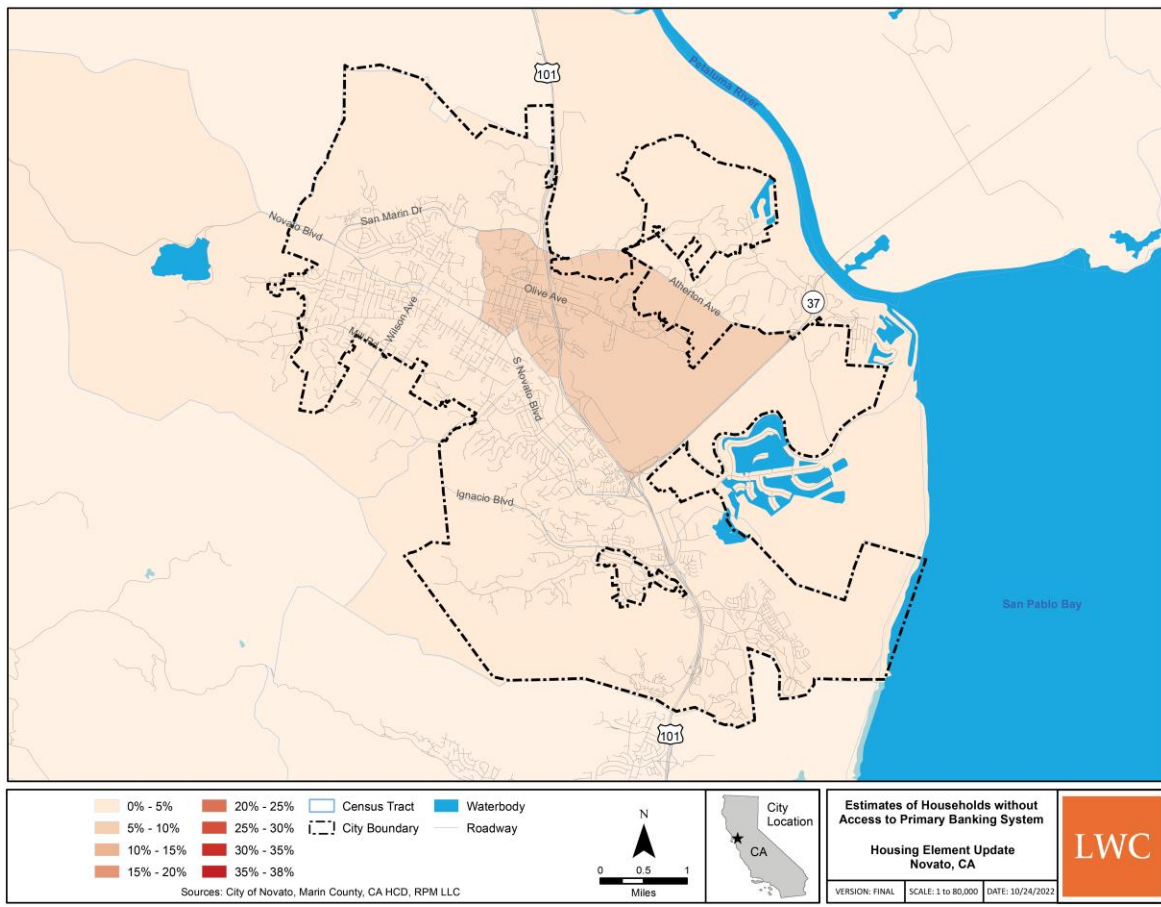 101
Petaluma River
San Marin Dr
Novato Blvd
Olive Ave
Atherton Ave
37
Wilson Ave
Mill Rd
S Novato Blvd
Ignacio Blvd
San Pablo Bay
101
0% - 5%
5% - 10%
10% - 15%
15% - 20%
20% - 25%
25% - 30%
30% - 35%
35% - 38%
Census Tract
City Boundary
Waterbody
Roadway
Sources: City of Novato, Marin County, CA HCD, RPM LLC
N
0 0.5 1
Miles
City
Location
CA
Estimates of Households without
Access to Primary Banking System
Housing Element Update
Novato, CA
VERSION: FINAL
SCALE: 1 to 80,000
DATE: 10/24/2022
LWC